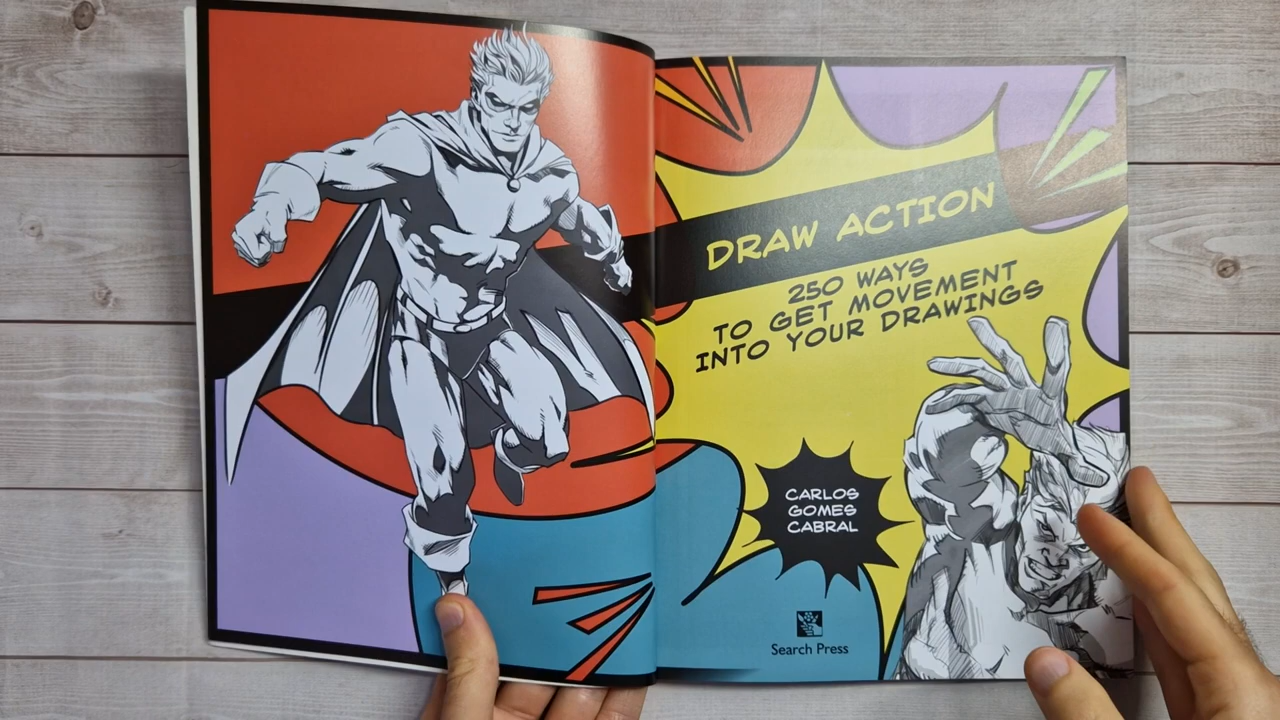 DRAW ACTION
250 WAYS
TO GET MOVEMENT
INTO YOUR DRAWINGS
CARLOS
GOMES
CABRAL
Search Press